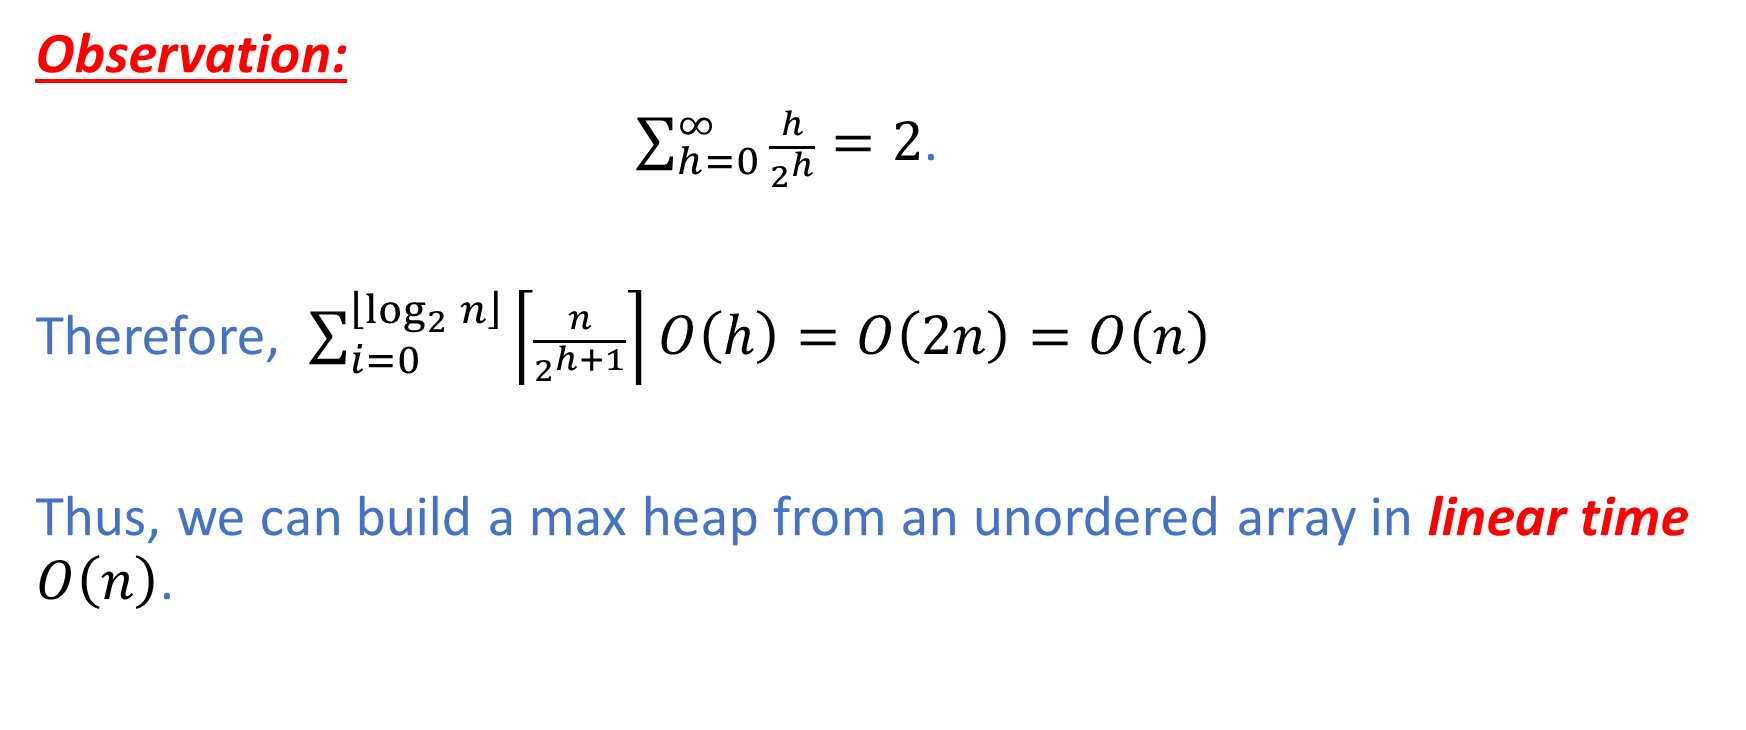 Observation:
∑_{h=0}^{∞} h/2^h = 2.
Therefore, ∑_{i=0}^{⌊log₂ n⌋} ⌈n/2^{h+1}⌉ O(h) = O(2n) = O(n)
Thus, we can build a max heap from an unordered array in linear time
O(n).